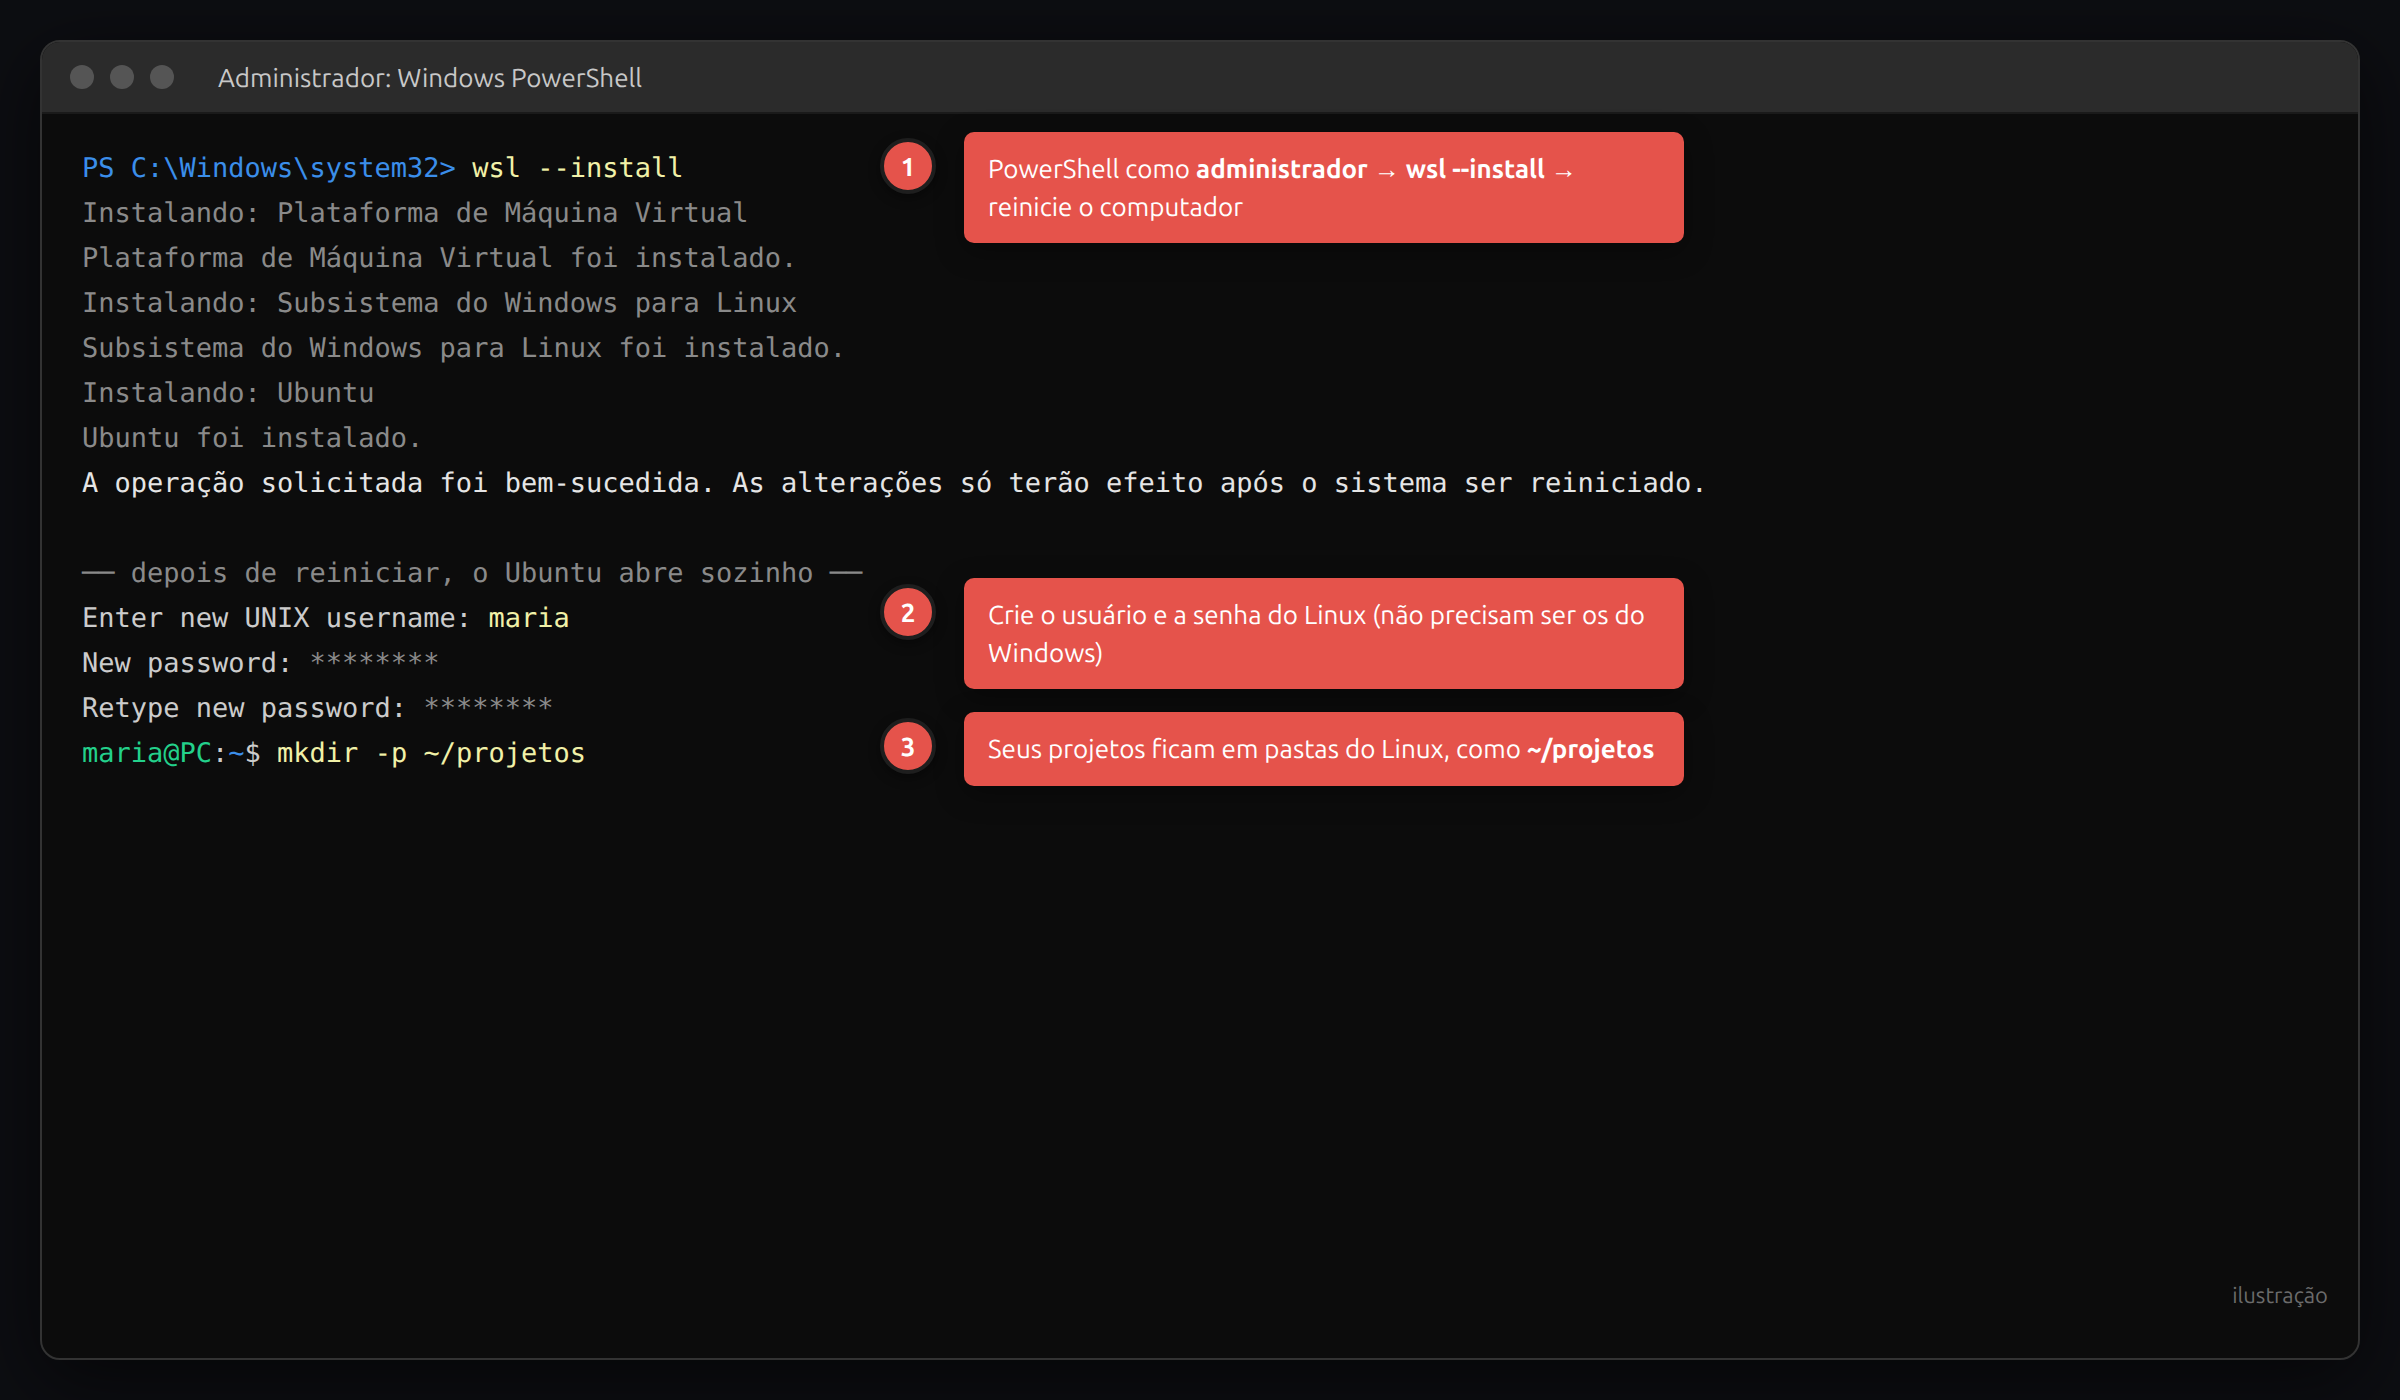 Administrador: Windows PowerShell
PS C:\Windows\system32> wsl --install
1
PowerShell como administrador → wsl --install →
reinicie o computador
Instalando: Plataforma de Máquina Virtual
Plataforma de Máquina Virtual foi instalado.
Instalando: Subsistema do Windows para Linux
Subsistema do Windows para Linux foi instalado.
Instalando: Ubuntu
Ubuntu foi instalado.
A operação solicitada foi bem-sucedida. As alterações só terão efeito após o sistema ser reiniciado.
── depois de reiniciar, o Ubuntu abre sozinho ──
Enter new UNIX username: maria
2
Crie o usuário e a senha do Linux (não precisam ser os do
Windows)
New password: ********
Retype new password: ********
maria@PC:~$ mkdir -p ~/projetos
3
Seus projetos ficam em pastas do Linux, como ~/projetos
ilustração